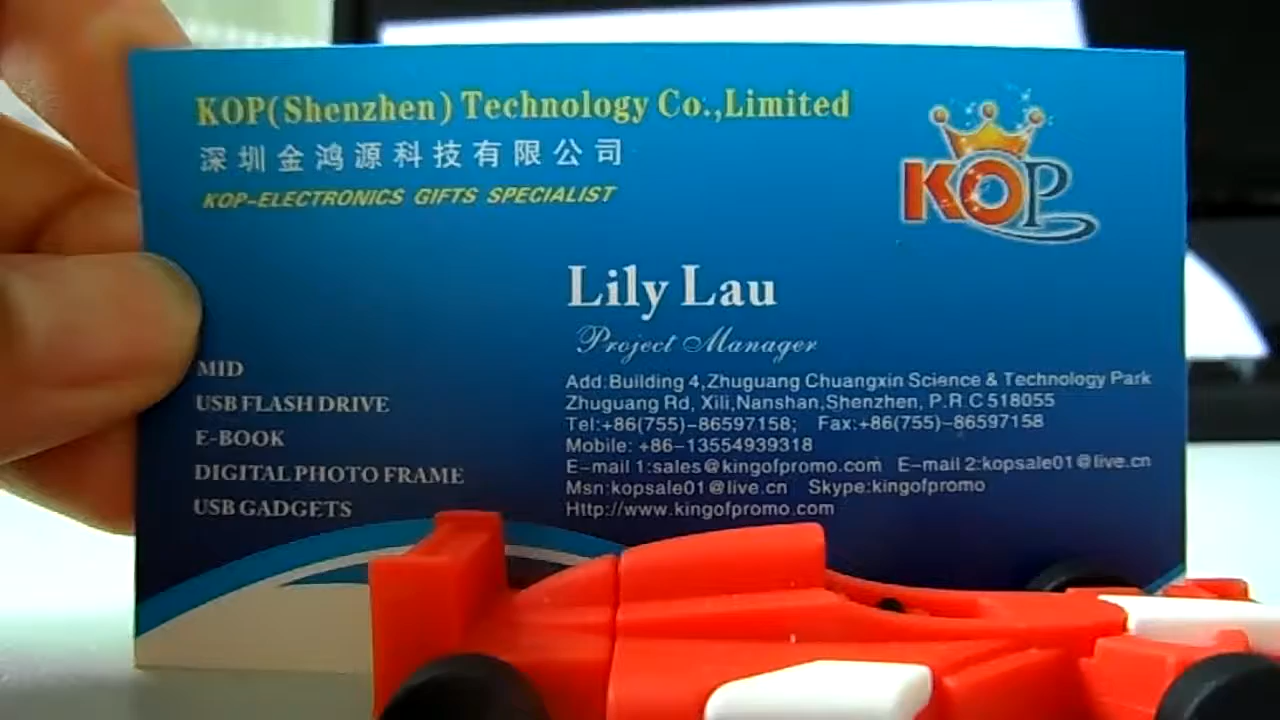 KOP(Shenzhen) Technology Co.,Limited
深圳金鸿源科技有限公司
KOP-ELECTRONICS GIFTS SPECIALIST
KOP
Lily Lau
Project Manager
MID
USB FLASH DRIVE
E-BOOK
DIGITAL PHOTO FRAME
USB GADGETS
Add:Building 4,Zhuguang Chuangxin Science & Technology Park
Zhuguang Rd, Xili,Nanshan,Shenzhen, P.R C 518055
Tel:+86(755)-86597158; Fax:+86(755)-86597158
Mobile: +86-13554939318
E-mail 1:sales@kingofpromo.com E-mail 2:kopsale01@live.cn
Msn:kopsale01@live.cn Skype:kingofpromo
Http://www.kingofpromo.com